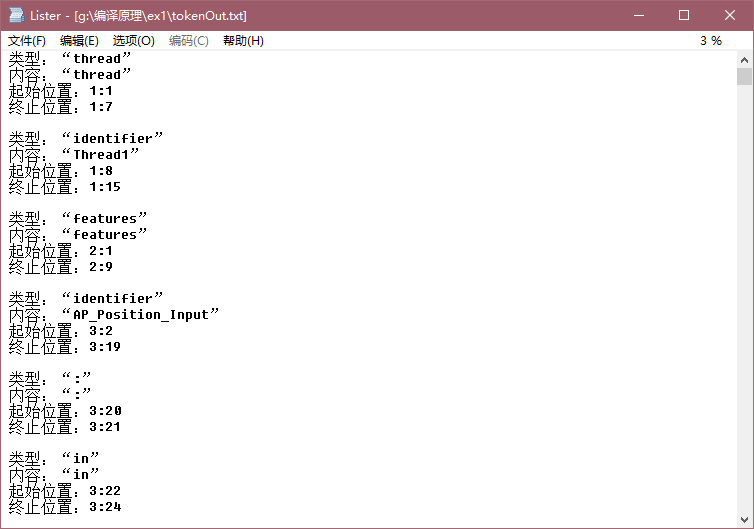 Lister - [g:\编译原理\ex1\tokenOut.txt]
文件(F) 编辑(E) 选项(O) 编码(C) 帮助(H) 3 %
类型：“thread”
内容：“thread”
起始位置：1:1
终止位置：1:7
类型：“identifier”
内容：“Thread1”
起始位置：1:8
终止位置：1:15
类型：“features”
内容：“features”
起始位置：2:1
终止位置：2:9
类型：“identifier”
内容：“AP_Position_Input”
起始位置：3:2
终止位置：3:19
类型：“:”
内容：“:”
起始位置：3:20
终止位置：3:21
类型：“in”
内容：“in”
起始位置：3:22
终止位置：3:24